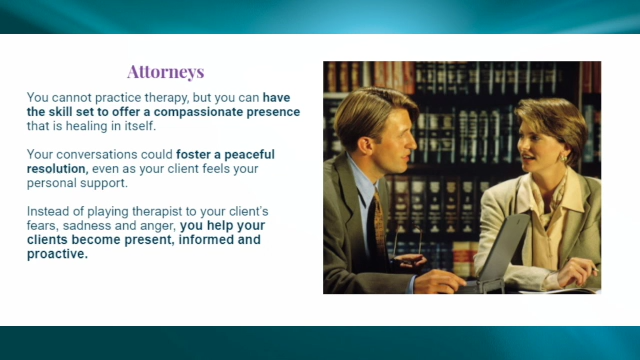 Attorneys
You cannot practice therapy, but you can have
the skill set to offer a compassionate presence
that is healing in itself.
Your conversations could foster a peaceful
resolution, even as your client feels your
personal support.
Instead of playing therapist to your client's
fears, sadness and anger, you help your
clients become present, informed and
proactive.